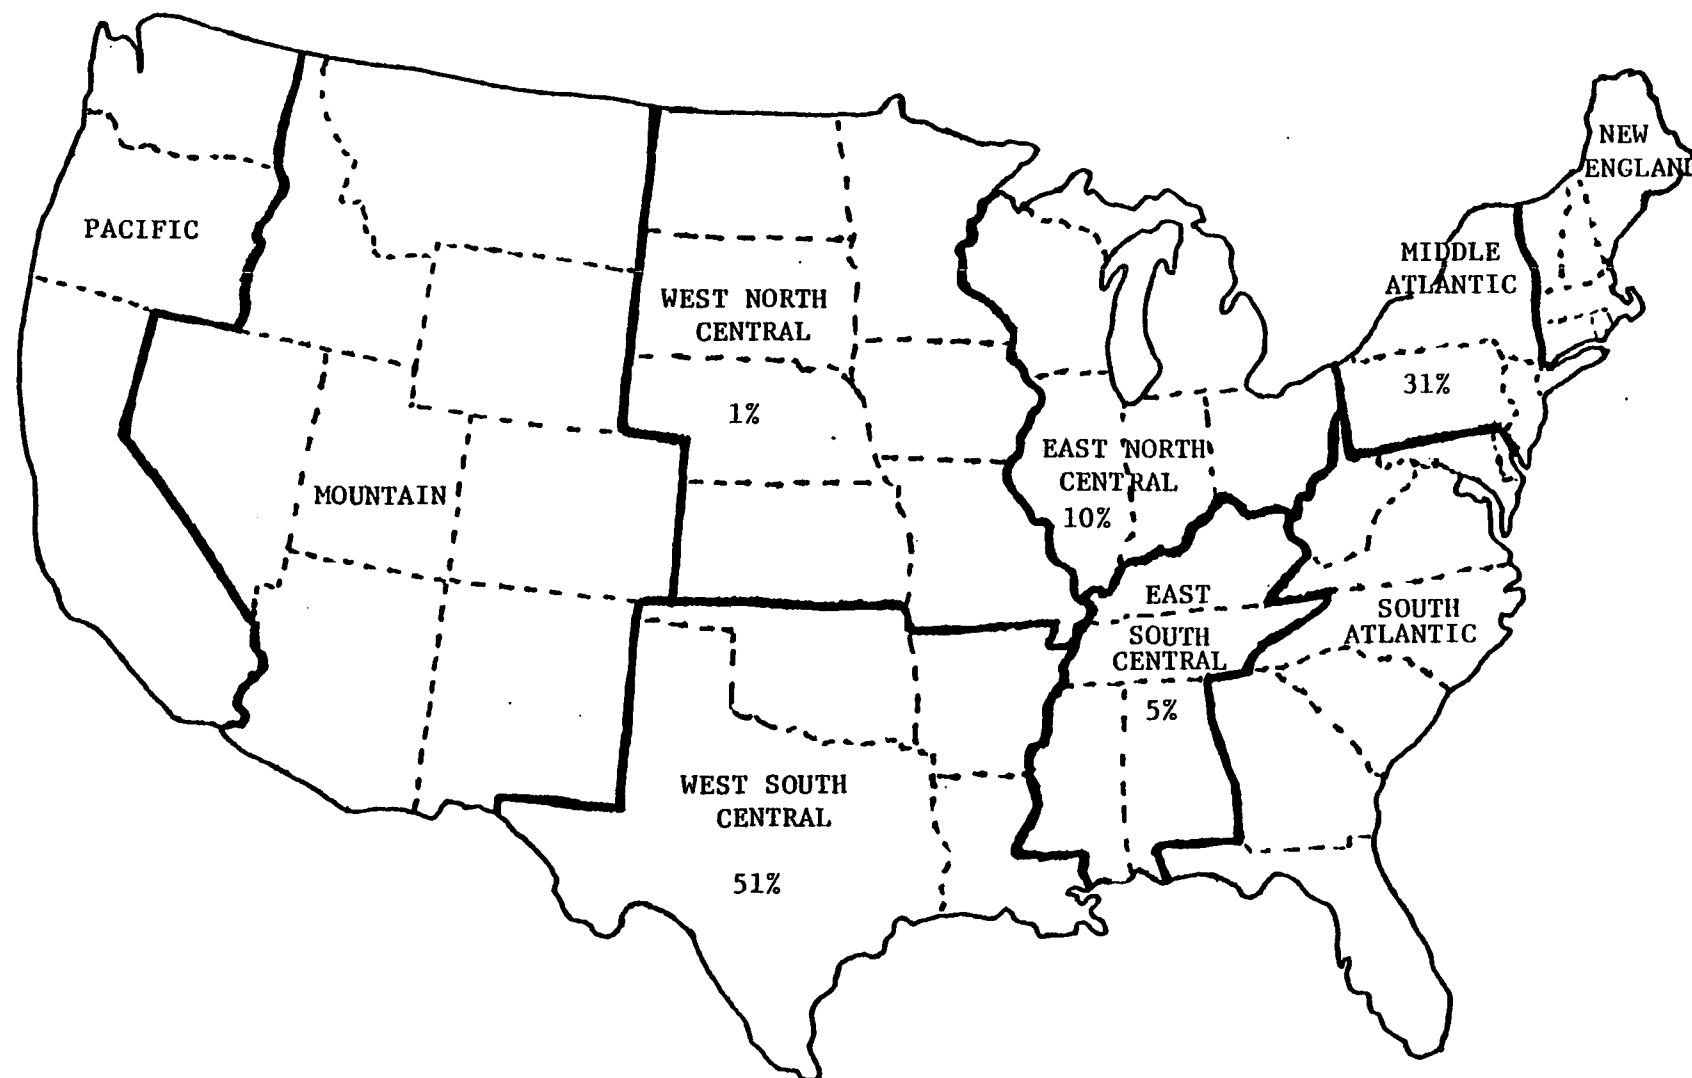 NEW
ENGLAND
PACIFIC
MIDDLE
ATLANTIC
WEST NORTH
CENTRAL
31%
1%
EAST NORTH
CENTRAL
10%
MOUNTAIN
EAST
SOUTH
CENTRAL
5%
SOUTH
ATLANTIC
WEST SOUTH
CENTRAL
51%